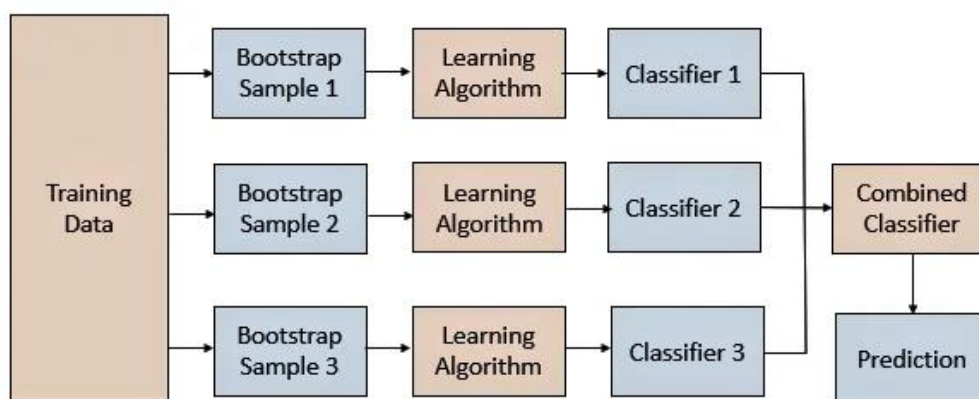 Training
Data
Bootstrap
Sample 1
Learning
Algorithm
Classifier 1
Bootstrap
Sample 2
Learning
Algorithm
Classifier 2
Bootstrap
Sample 3
Learning
Algorithm
Classifier 3
Combined
Classifier
Prediction